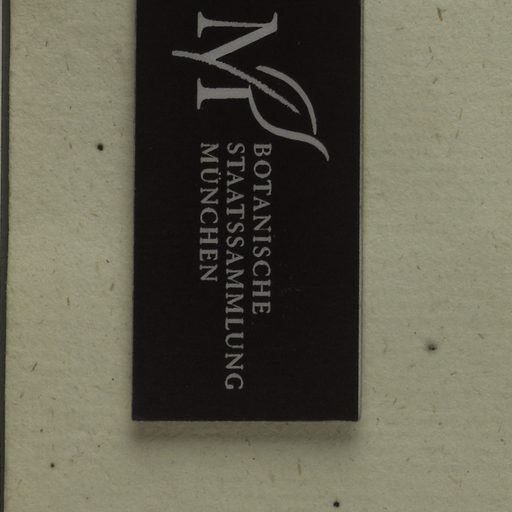 M
BOTANISCHE
STAATSSAMMLUNG
MÜNCHEN